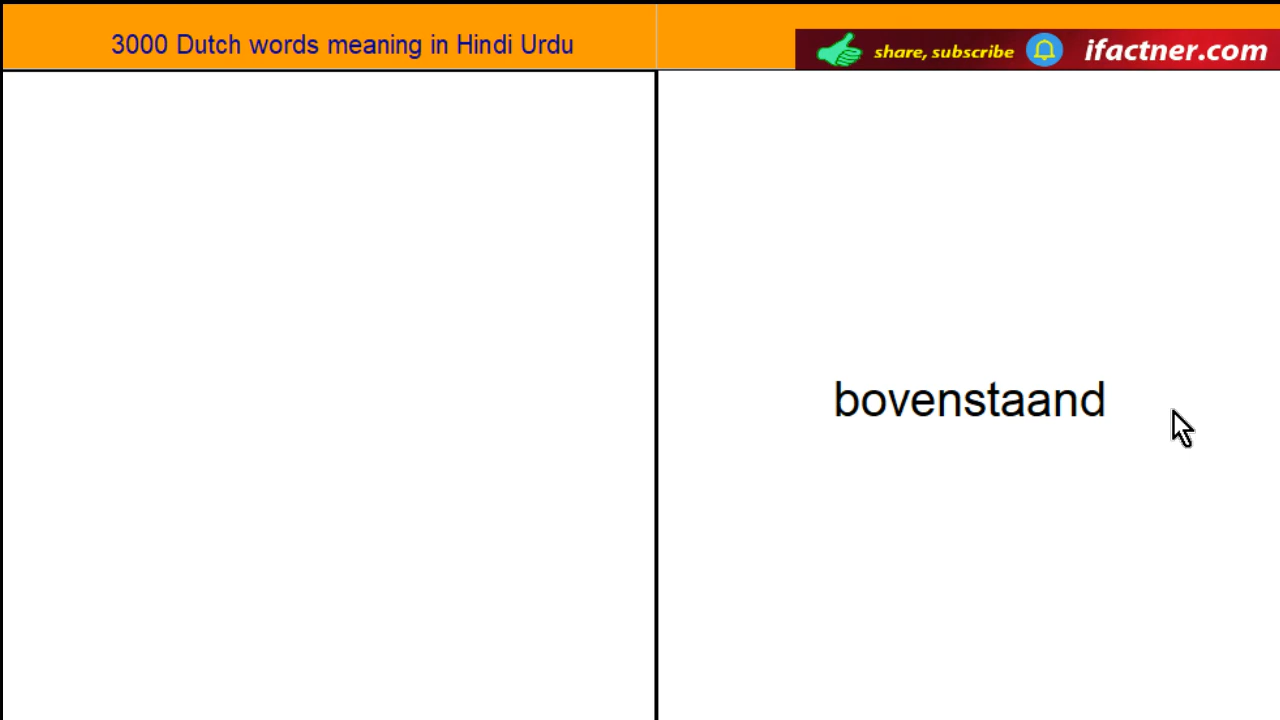 3000 Dutch words meaning in Hindi Urdu
share, subscribe
ifactner.com
bovenstaand